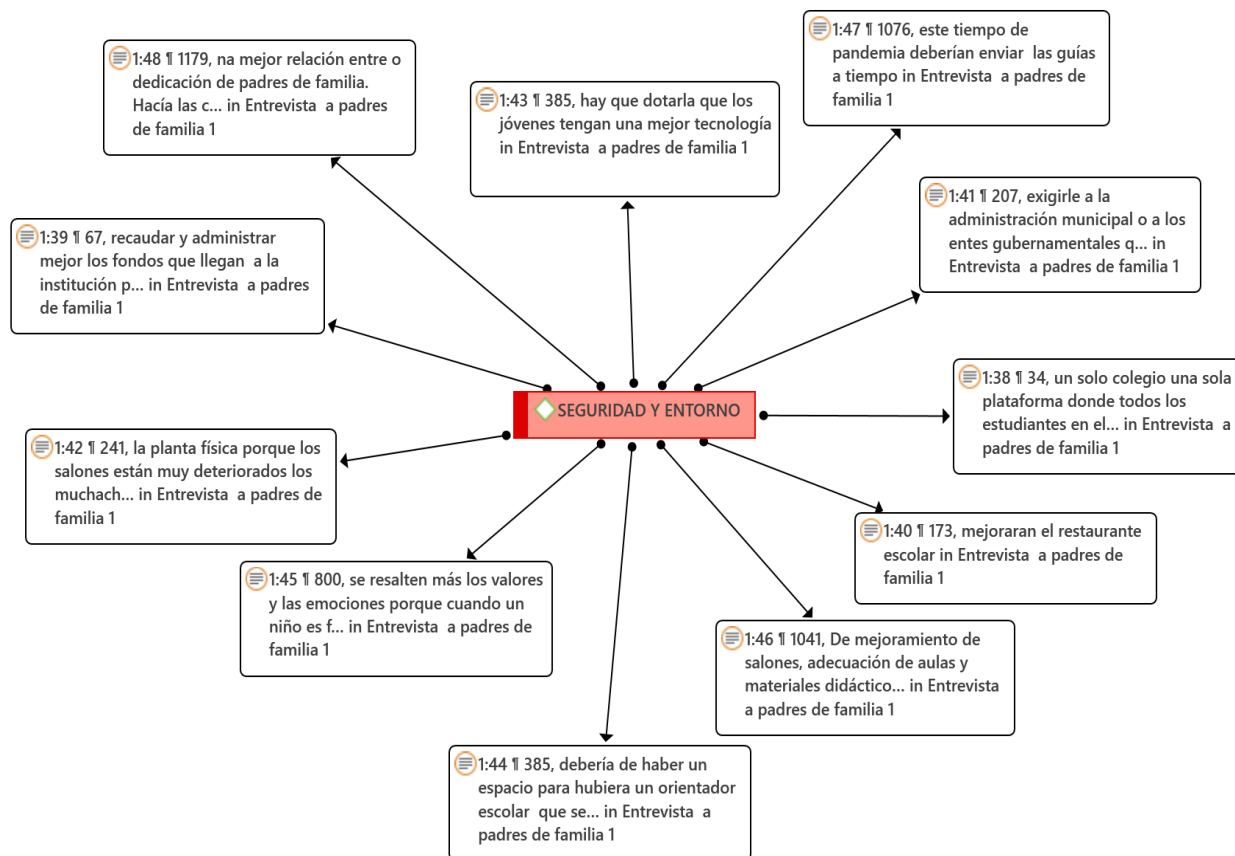 1:48 ¶ 1179, na mejor relación entre o
dedicación de padres de familia.
Hacía las c... in Entrevista a padres
de familia 1
1:43 ¶ 385, hay que dotarla que los
jóvenes tengan una mejor tecnología
in Entrevista a padres de familia 1
1:47 ¶ 1076, este tiempo de
pandemia deberían enviar las guías
a tiempo in Entrevista a padres de
familia 1
1:41 ¶ 207, exigirle a la
administración municipal o a los
entes gubernamentales q... in
Entrevista a padres de familia 1
1:39 ¶ 67, recaudar y administrar
mejor los fondos que llegan a la
institución p... in Entrevista a padres
de familia 1
1:38 ¶ 34, un solo colegio una sola
plataforma donde todos los
estudiantes en el... in Entrevista a
padres de familia 1
SEGURIDAD Y ENTORNO
1:42 ¶ 241, la planta física porque los
salones están muy deteriorados los
muchach... in Entrevista a padres de
familia 1
1:40 ¶ 173, mejoraran el restaurante
escolar in Entrevista a padres de
familia 1
1:45 ¶ 800, se resalten más los valores
y las emociones porque cuando un
niño es f... in Entrevista a padres de
familia 1
1:46 ¶ 1041, De mejoramiento de
salones, adecuación de aulas y
materiales didáctico... in Entrevista
a padres de familia 1
1:44 ¶ 385, debería de haber un
espacio para hubiera un orientador
escolar que se... in Entrevista a
padres de familia 1